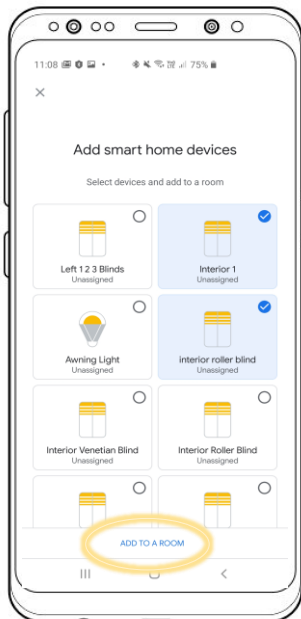 11:08 75%
Add smart home devices
Select devices and add to a room
Left 1 2 3 Blinds
Unassigned
Interior 1
Unassigned
Awning Light
Unassigned
interior roller blind
Unassigned
Interior Venetian Blind
Unassigned
Interior Roller Blind
Unassigned
ADD TO A ROOM